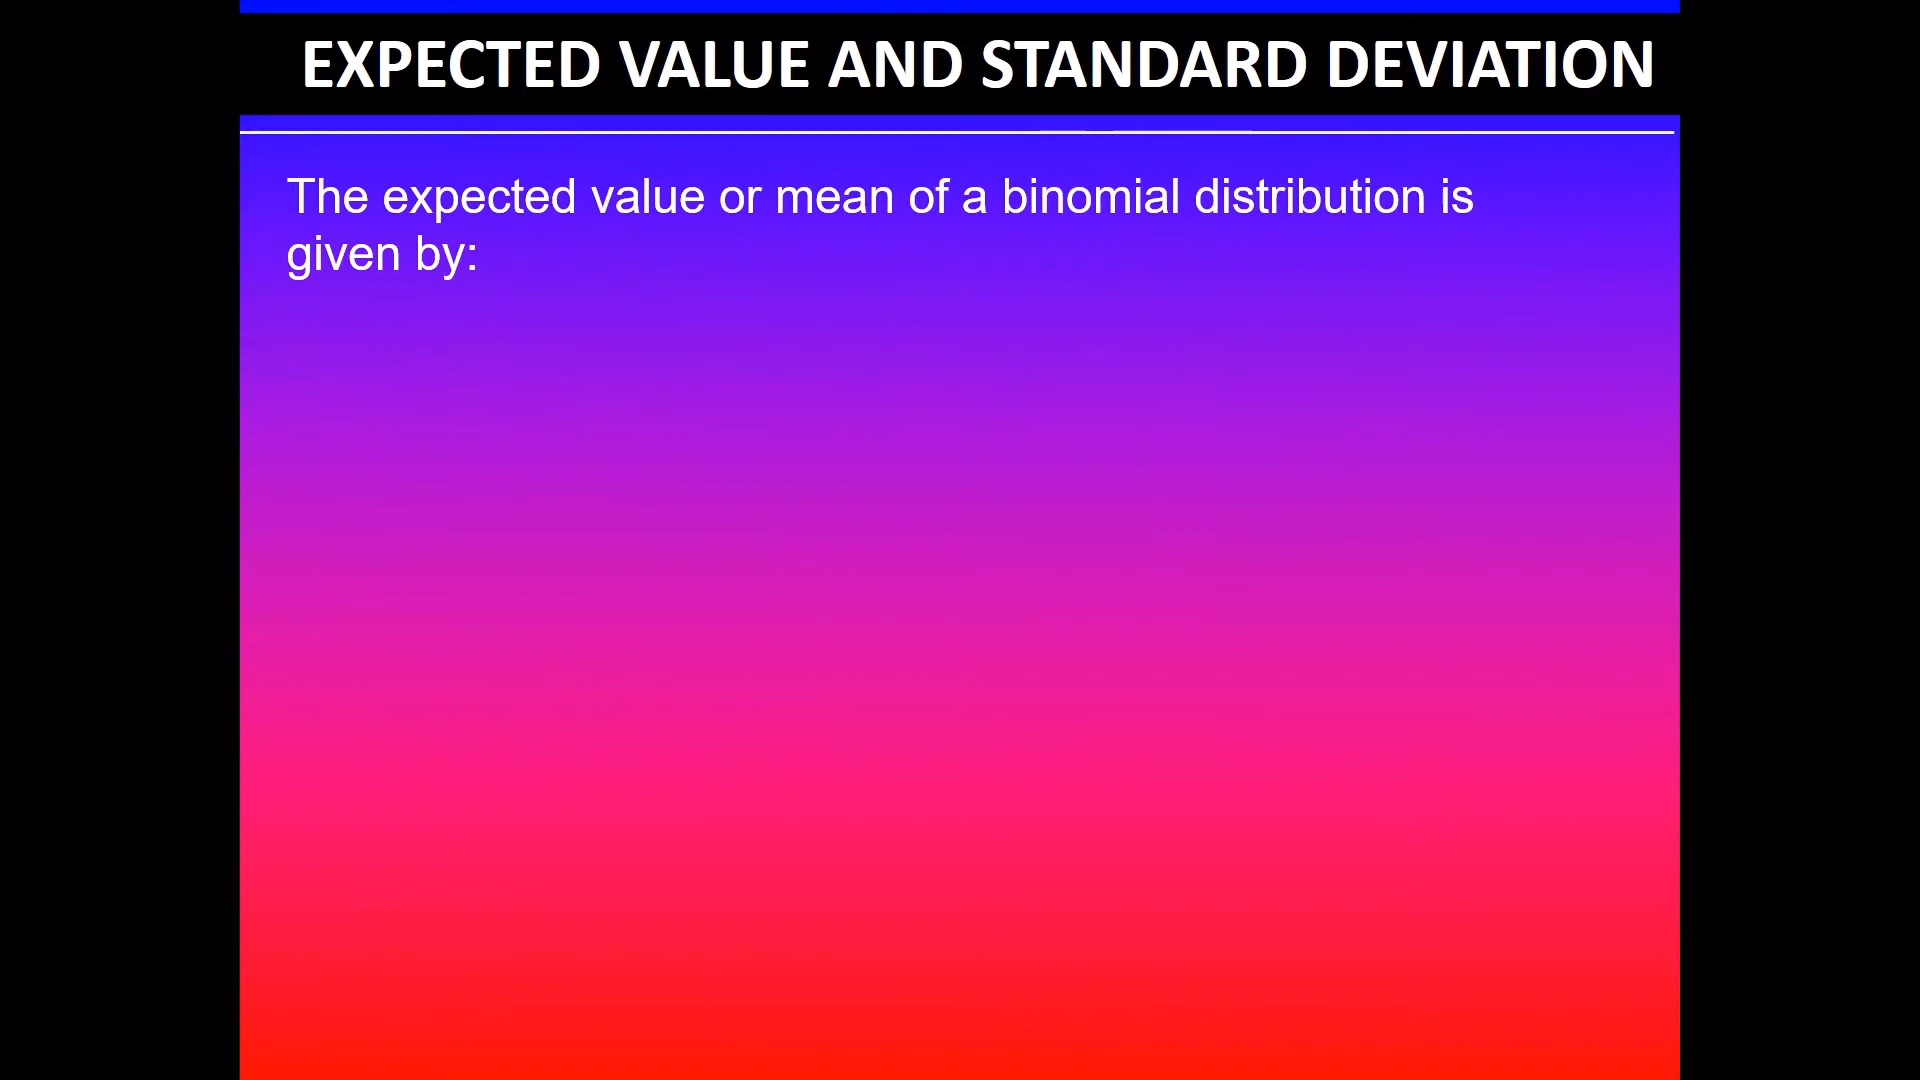 EXPECTED VALUE AND STANDARD DEVIATION
The expected value or mean of a binomial distribution is
given by: